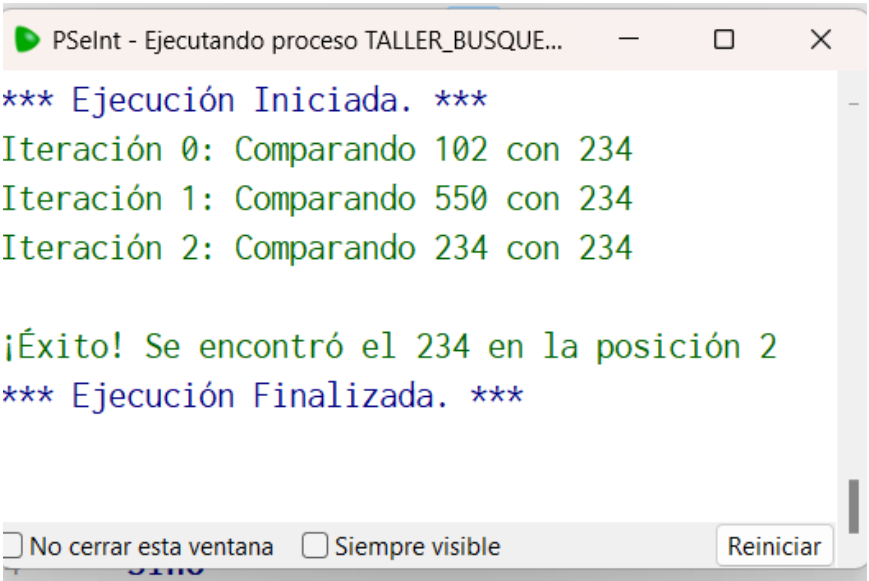 PSeInt - Ejecutando proceso TALLER_BUSQUE...
*** Ejecución Iniciada. ***
Iteración 0: Comparando 102 con 234
Iteración 1: Comparando 550 con 234
Iteración 2: Comparando 234 con 234
¡Éxito! Se encontró el 234 en la posición 2
*** Ejecución Finalizada. ***
No cerrar esta ventana Siempre visible Reiniciar